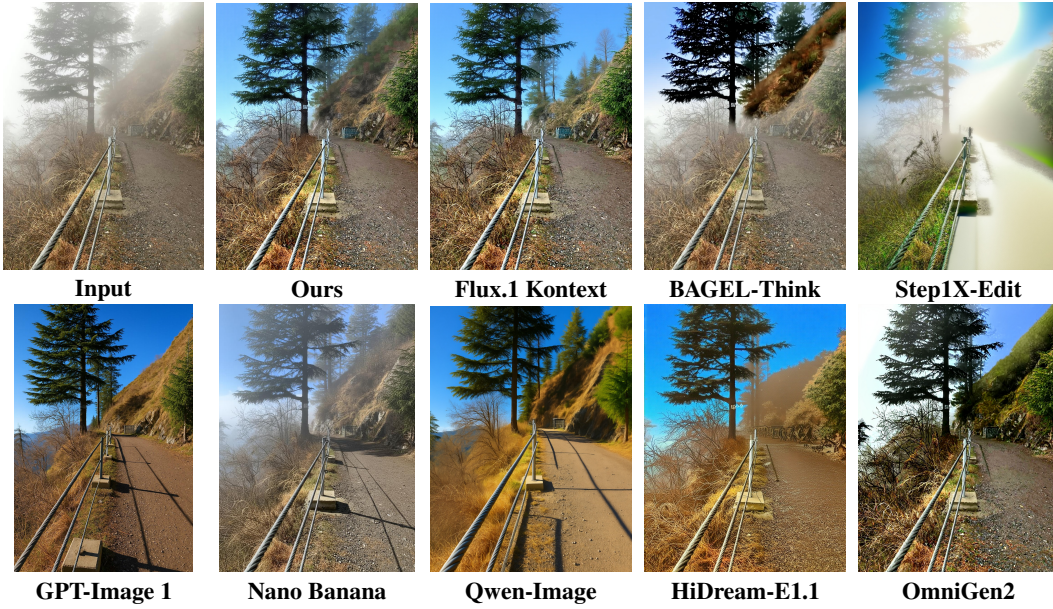 Input
Ours
Flux.1 Kontext
BAGEL-Think
Step1X-Edit
GPT-Image 1
Nano Banana
Qwen-Image
HiDream-E1.1
OmniGen2